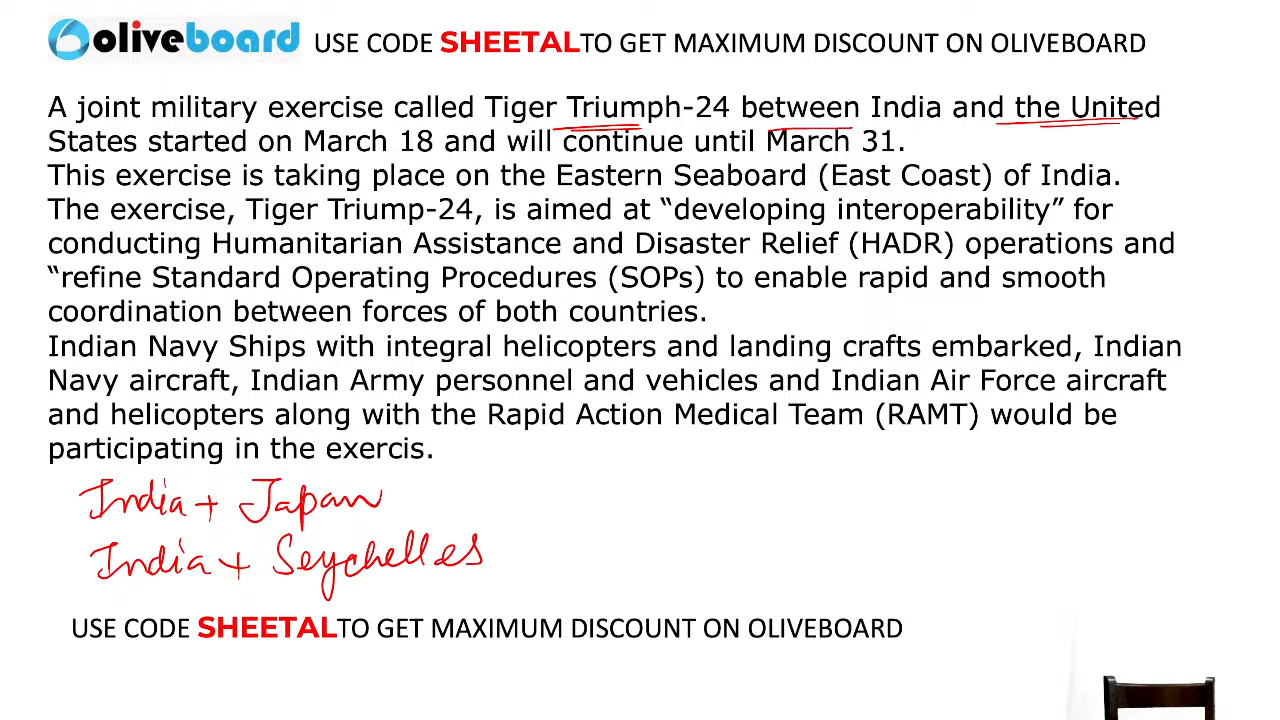 oliveboard USE CODE SHEETALTO GET MAXIMUM DISCOUNT ON OLIVEBOARD
A joint military exercise called Tiger Triumph-24 between India and the United
States started on March 18 and will continue until March 31.
This exercise is taking place on the Eastern Seaboard (East Coast) of India.
The exercise, Tiger Triump-24, is aimed at “developing interoperability” for
conducting Humanitarian Assistance and Disaster Relief (HADR) operations and
“refine Standard Operating Procedures (SOPs) to enable rapid and smooth
coordination between forces of both countries.
Indian Navy Ships with integral helicopters and landing crafts embarked, Indian
Navy aircraft, Indian Army personnel and vehicles and Indian Air Force aircraft
and helicopters along with the Rapid Action Medical Team (RAMT) would be
participating in the exercis.
India + Japan
India + Seychelles
USE CODE SHEETALTO GET MAXIMUM DISCOUNT ON OLIVEBOARD